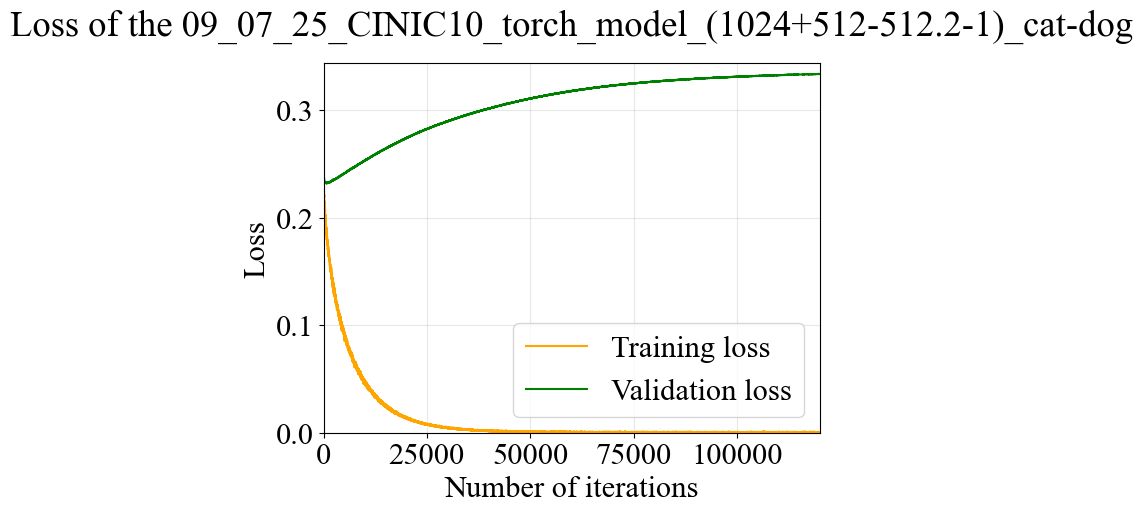 Loss of the 09_07_25_CINIC10_torch_model_(1024+512-512.2-1)_cat-dog
0.3
0.2
0.1
0.0
Loss
Training loss
Validation loss
0 25000 50000 75000 100000
Number of iterations